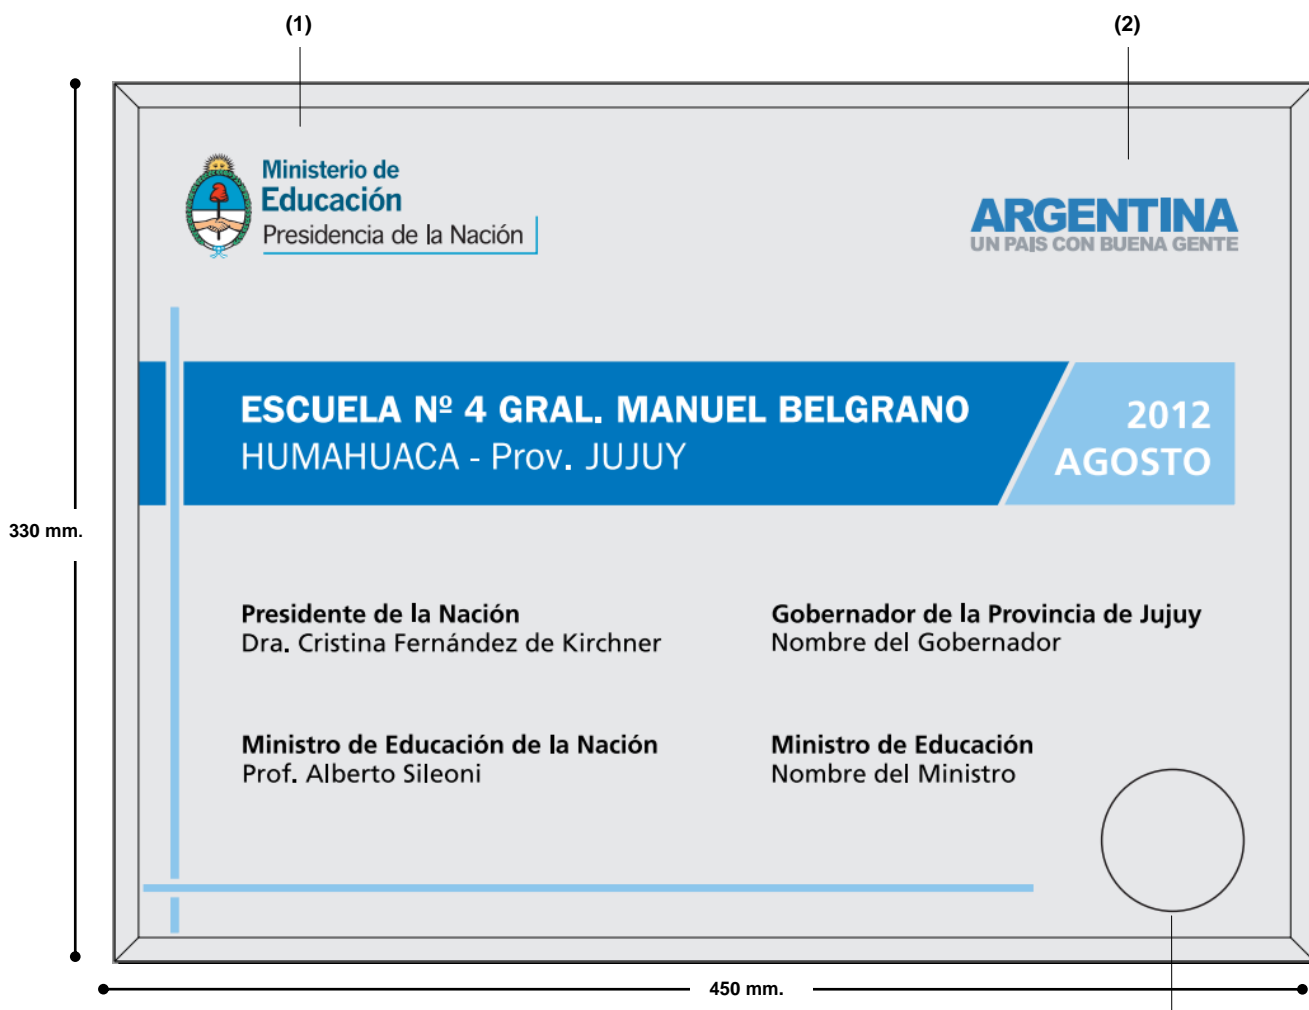 (1)
(2)
Ministerio de
Educación
Presidencia de la Nación
ARGENTINA
UN PAIS CON BUENA GENTE
ESCUELA Nº 4 GRAL. MANUEL BELGRANO
HUMAHUACA - Prov. JUJUY
2012
AGOSTO
330 mm.
Presidente de la Nación
Dra. Cristina Fernández de Kirchner
Gobernador de la Provincia de Jujuy
Nombre del Gobernador
Ministro de Educación de la Nación
Prof. Alberto Sileoni
Ministro de Educación
Nombre del Ministro
450 mm.